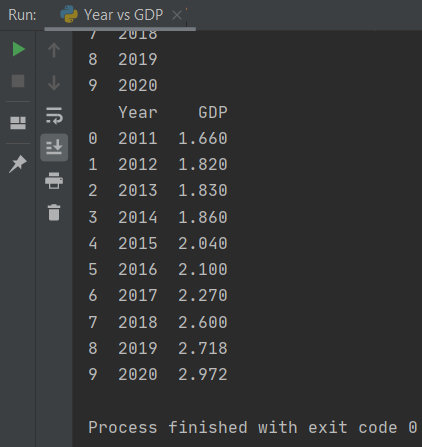 Run: Year vs GDP
7 2018
8 2019
9 2020
Year GDP
0 2011 1.660
1 2012 1.820
2 2013 1.830
3 2014 1.860
4 2015 2.040
5 2016 2.100
6 2017 2.270
7 2018 2.600
8 2019 2.718
9 2020 2.972
Process finished with exit code 0